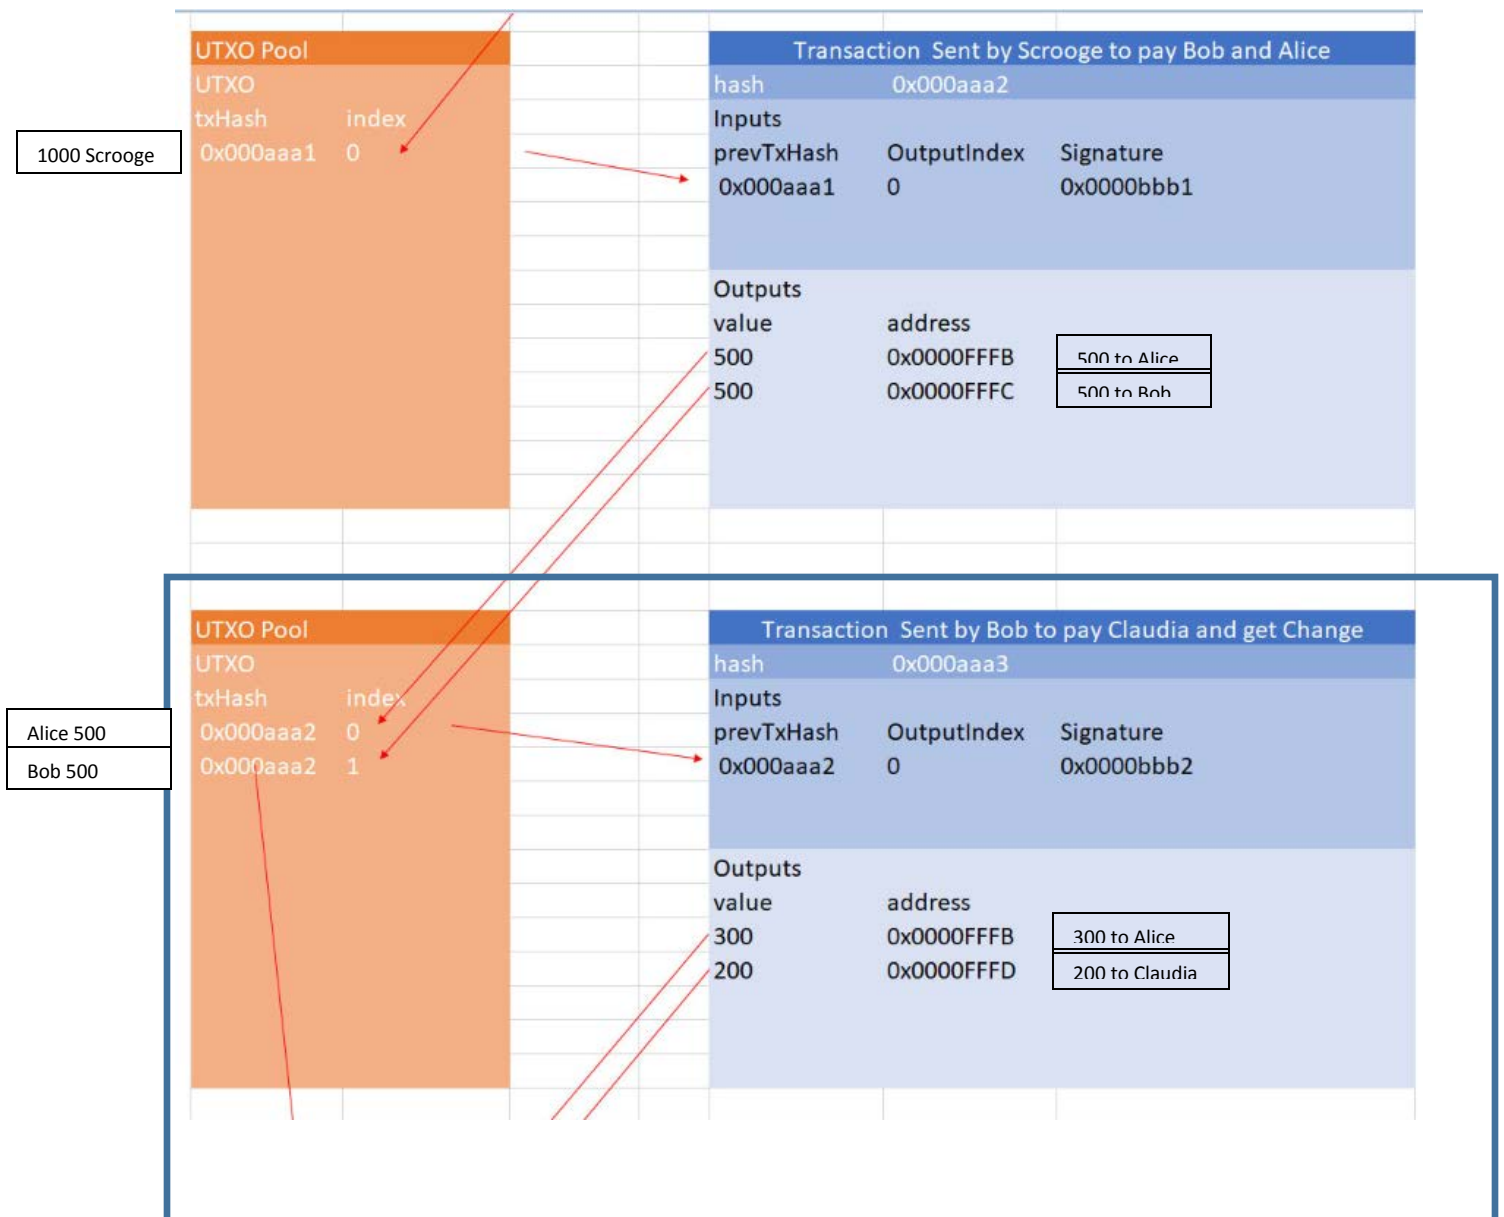 UTXO Pool
UTXO
txHash index
1000 Scrooge
0x000aaa1 0
Transaction Sent by Scrooge to pay Bob and Alice
hash 0x000aaa2
Inputs
prevTxHash OutputIndex Signature
0x000aaa1 0 0x0000bbb1
Outputs
value address
500 0x0000FFFB 500 to Alice
500 0x0000FFFC 500 to Bob
UTXO Pool
UTXO
txHash index
Alice 500 0x000aaa2 0
Bob 500 0x000aaa2 1
Transaction Sent by Bob to pay Claudia and get Change
hash 0x000aaa3
Inputs
prevTxHash OutputIndex Signature
0x000aaa2 0 0x0000bbb2
Outputs
value address
300 0x0000FFFB 300 to Alice
200 0x0000FFFD 200 to Claudia